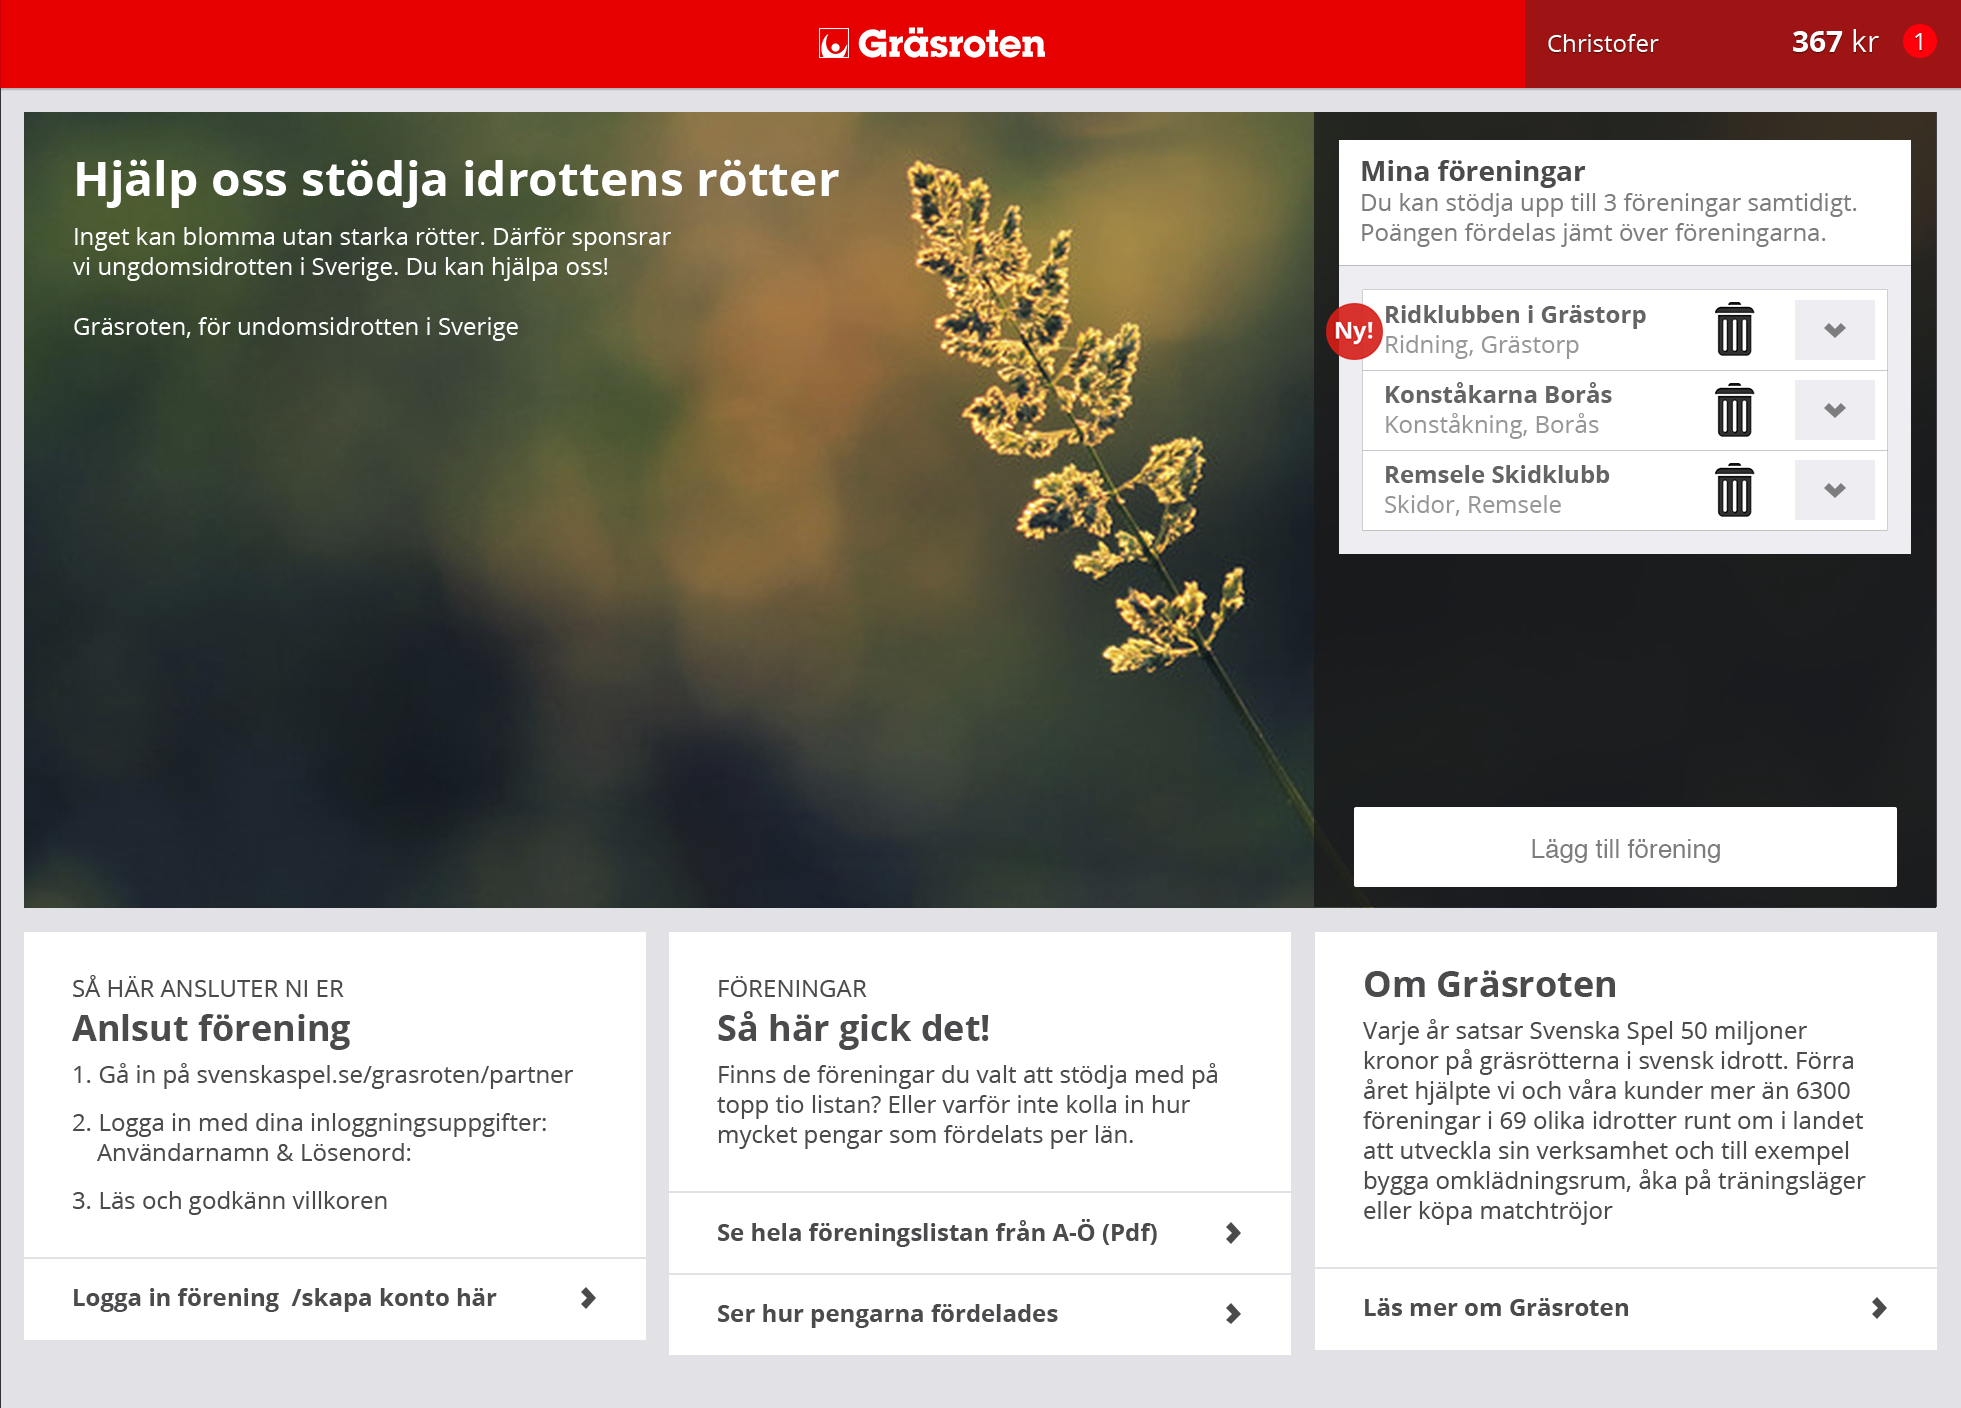 Gräsroten
Christofer
367 kr
1
Hjälp oss stödja idrottens rötter
Inget kan blomma utan starka rötter. Därför sponsrar
vi ungdomsidrotten i Sverige. Du kan hjälpa oss!
Gräsroten, för undomsidrotten i Sverige
Mina föreningar
Du kan stödja upp till 3 föreningar samtidigt.
Poängen fördelas jämt över föreningarna.
Ny!
Ridklubben i Grästorp
Ridning, Grästorp
Konståkarna Borås
Konståkning, Borås
Remsele Skidklubb
Skidor, Remsele
Lägg till förening
SÅ HÄR ANSLUTER NI ER
Anlsut förening
1. Gå in på svenskaspel.se/grasroten/partner
2. Logga in med dina inloggningsuppgifter:
Användarnamn & Lösenord:
3. Läs och godkänn villkoren
Logga in förening /skapa konto här
FÖRENINGAR
Så här gick det!
Finns de föreningar du valt att stödja med på
topp tio listan? Eller varför inte kolla in hur
mycket pengar som fördelats per län.
Se hela föreningslistan från A-Ö (Pdf)
Ser hur pengarna fördelades
Om Gräsroten
Varje år satsar Svenska Spel 50 miljoner
kronor på gräsrötterna i svensk idrott. Förra
året hjälpte vi och våra kunder mer än 6300
föreningar i 69 olika idrotter runt om i landet
att utveckla sin verksamhet och till exempel
bygga omklädningsrum, åka på träningsläger
eller köpa matchtröjor
Läs mer om Gräsroten